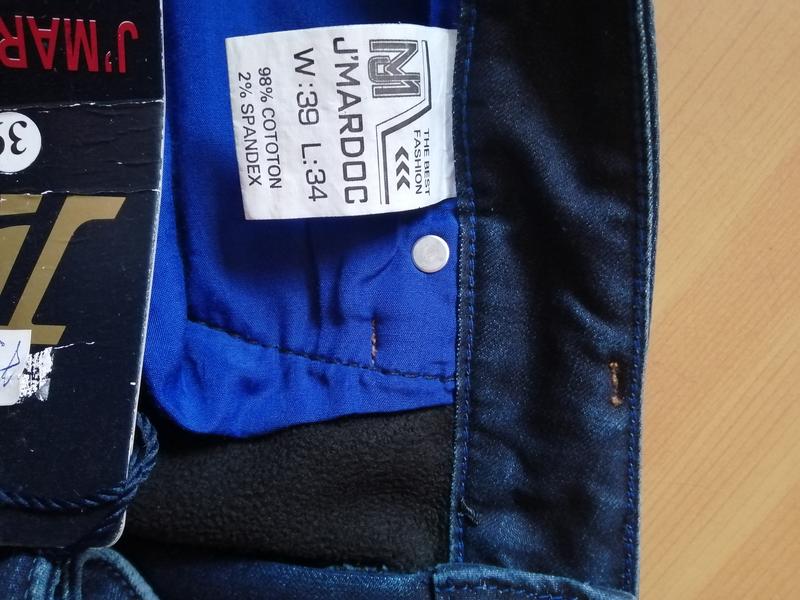 THE BEST
FASHION
J'MARDOC
W:39 L:34
98% COTOTON
2% SPANDEX
J'MAR